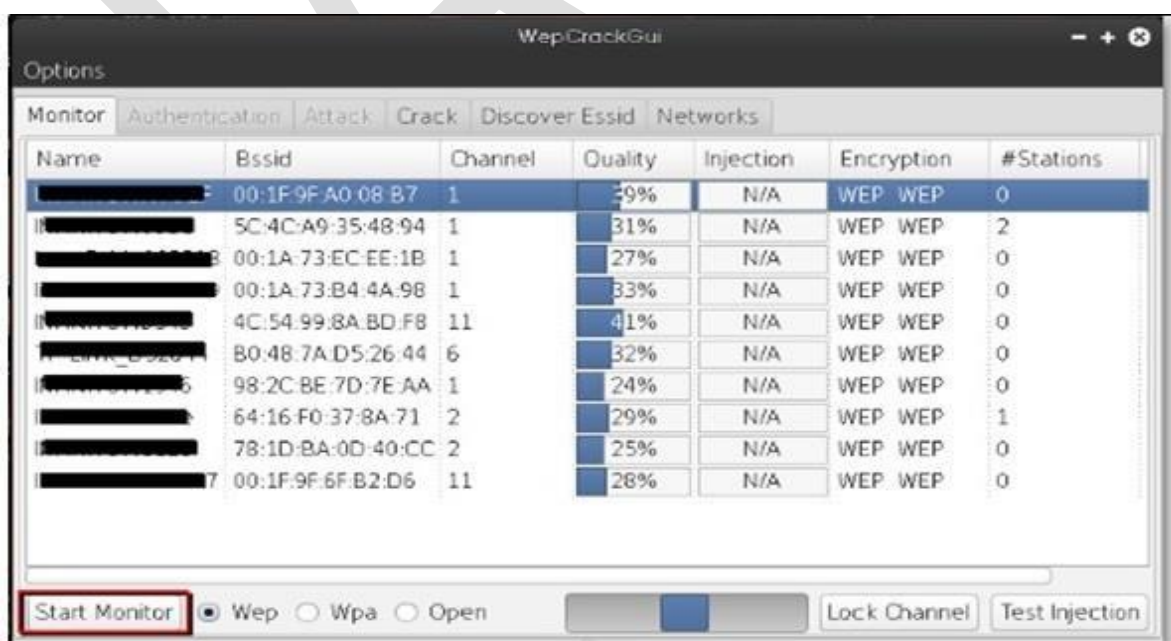 WepCrackGui
Options
Monitor Authentication Attack Crack Discover Essid Networks
Name Bssid Channel Quality Injection Encryption #Stations
00:1F:9F:A0:08:B7 1 39% N/A WEP WEP 0
5C:4C:A9:35:48:94 1 31% N/A WEP WEP 2
00:1A:73:EC:EE:1B 1 27% N/A WEP WEP 0
00:1A:73:B4:4A:98 1 33% N/A WEP WEP 0
4C:54:99:8A:BD:F8 11 41% N/A WEP WEP 0
B0:48:7A:D5:26:44 6 32% N/A WEP WEP 0
98:2C:BE:7D:7E:AA 1 24% N/A WEP WEP 0
64:16:F0:37:8A:71 2 29% N/A WEP WEP 1
78:1D:BA:0D:40:CC 2 25% N/A WEP WEP 0
00:1F:9F:6F:B2:D6 11 28% N/A WEP WEP 0
Start Monitor Wep Wpa Open Lock Channel Test Injection